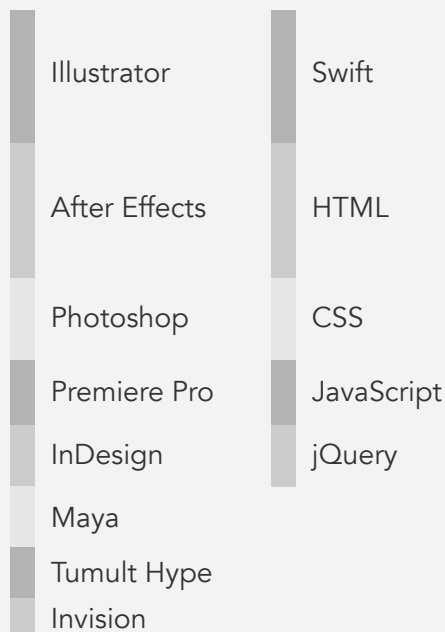 Illustrator
After Effects
Photoshop
Premiere Pro
InDesign
Maya
Tumult Hype
Invision
Swift
HTML
CSS
JavaScript
jQuery